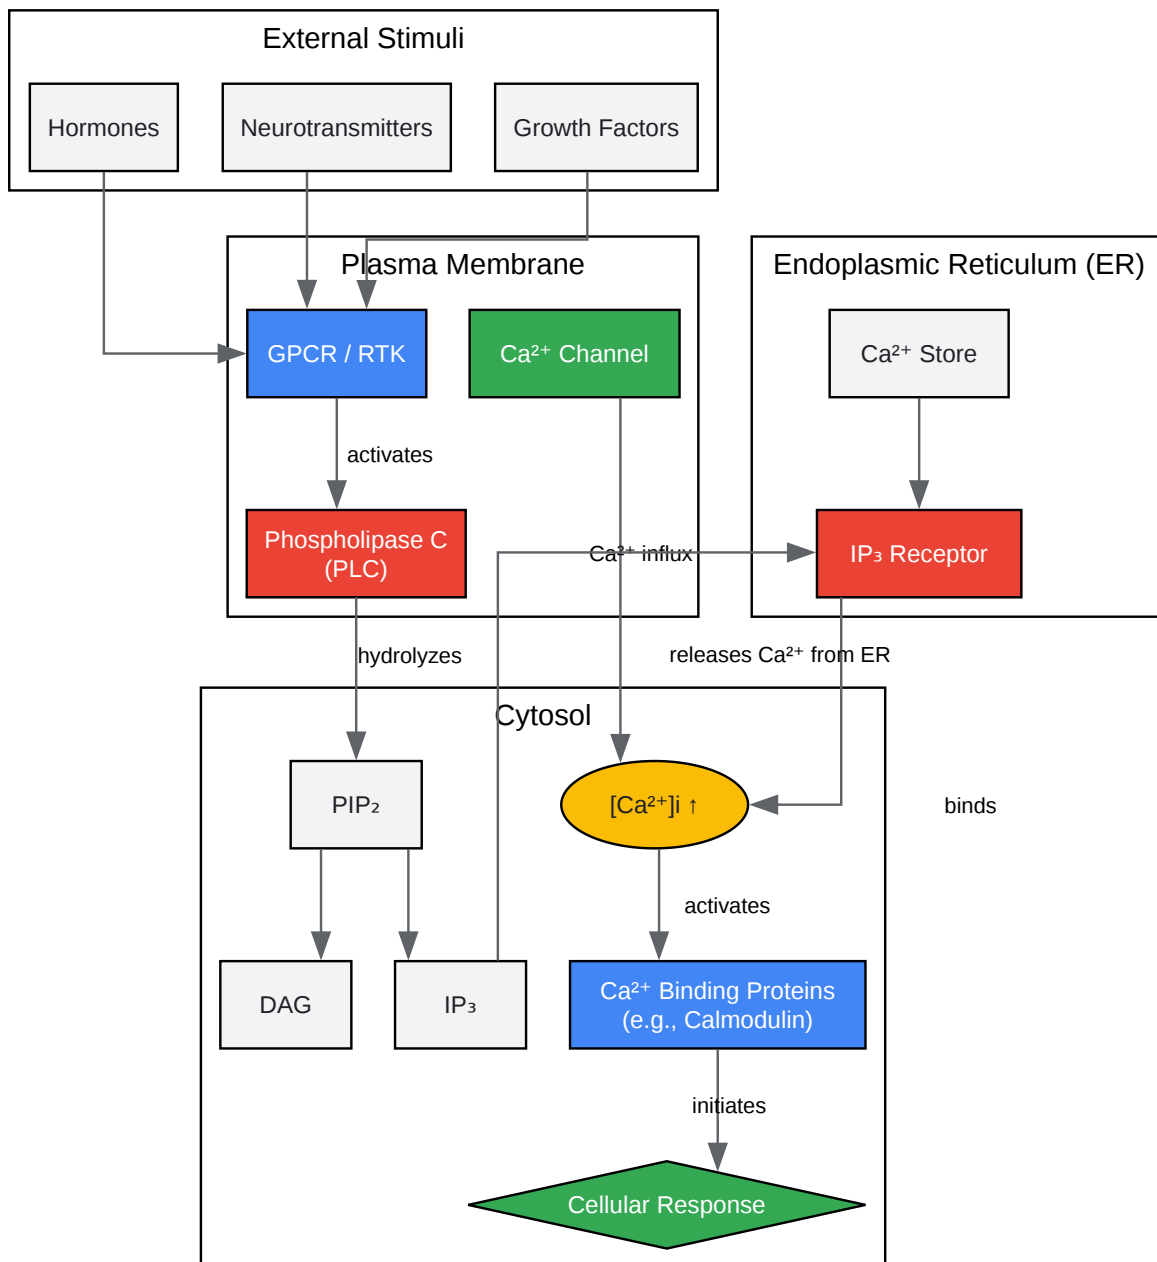 External Stimuli
Hormones
Neurotransmitters
Growth Factors
Plasma Membrane
Endoplasmic Reticulum (ER)
GPCR / RTK
Ca²⁺ Channel
Ca²⁺ Store
activates
Phospholipase C
(PLC)
Ca²⁺ influx
IP₃ Receptor
hydrolyzes
releases Ca²⁺ from ER
Cytosol
PIP₂
[Ca²⁺]i ↑
binds
activates
DAG
IP₃
Ca²⁺ Binding Proteins
(e.g., Calmodulin)
initiates
Cellular Response